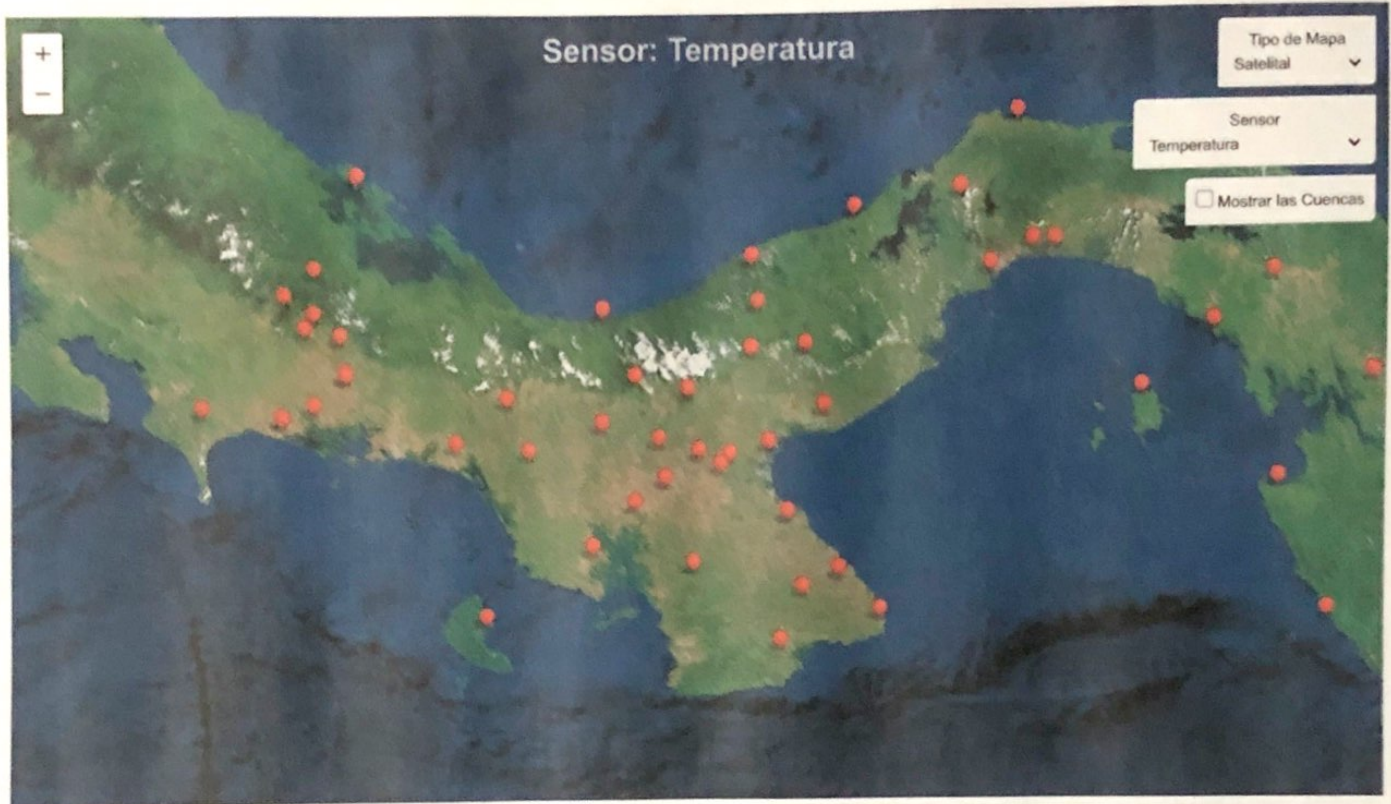 +
−
Sensor: Temperatura
Tipo de Mapa
Satelital
Sensor
Temperatura
Mostrar las Cuencas